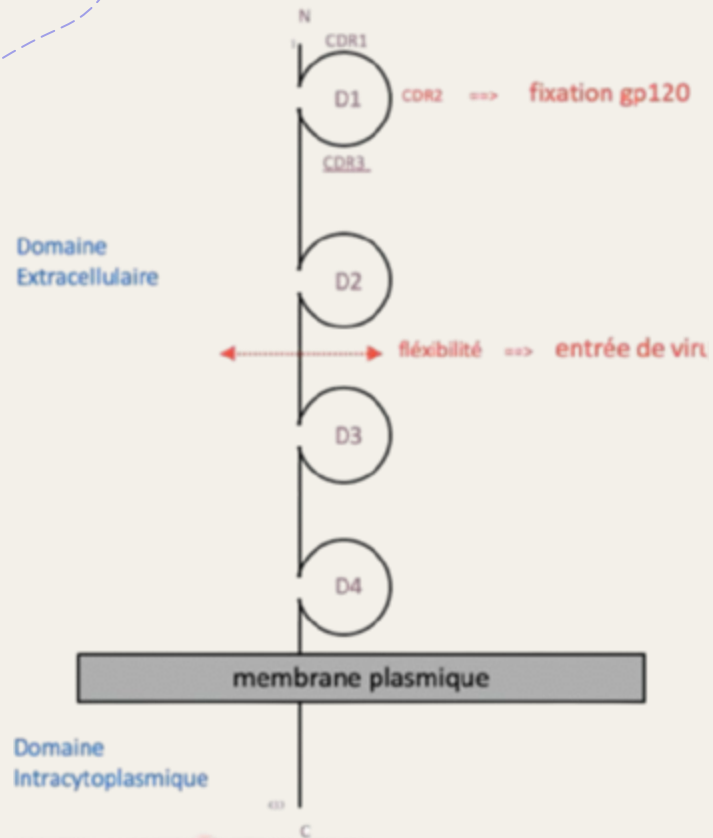 N
CDR1
D1
CDR2 ==> fixation gp120
CDR3
Domaine
Extracellulaire
D2
fléxibilité ==> entrée de viru
D3
D4
membrane plasmique
Domaine
Intracytoplasmique
C